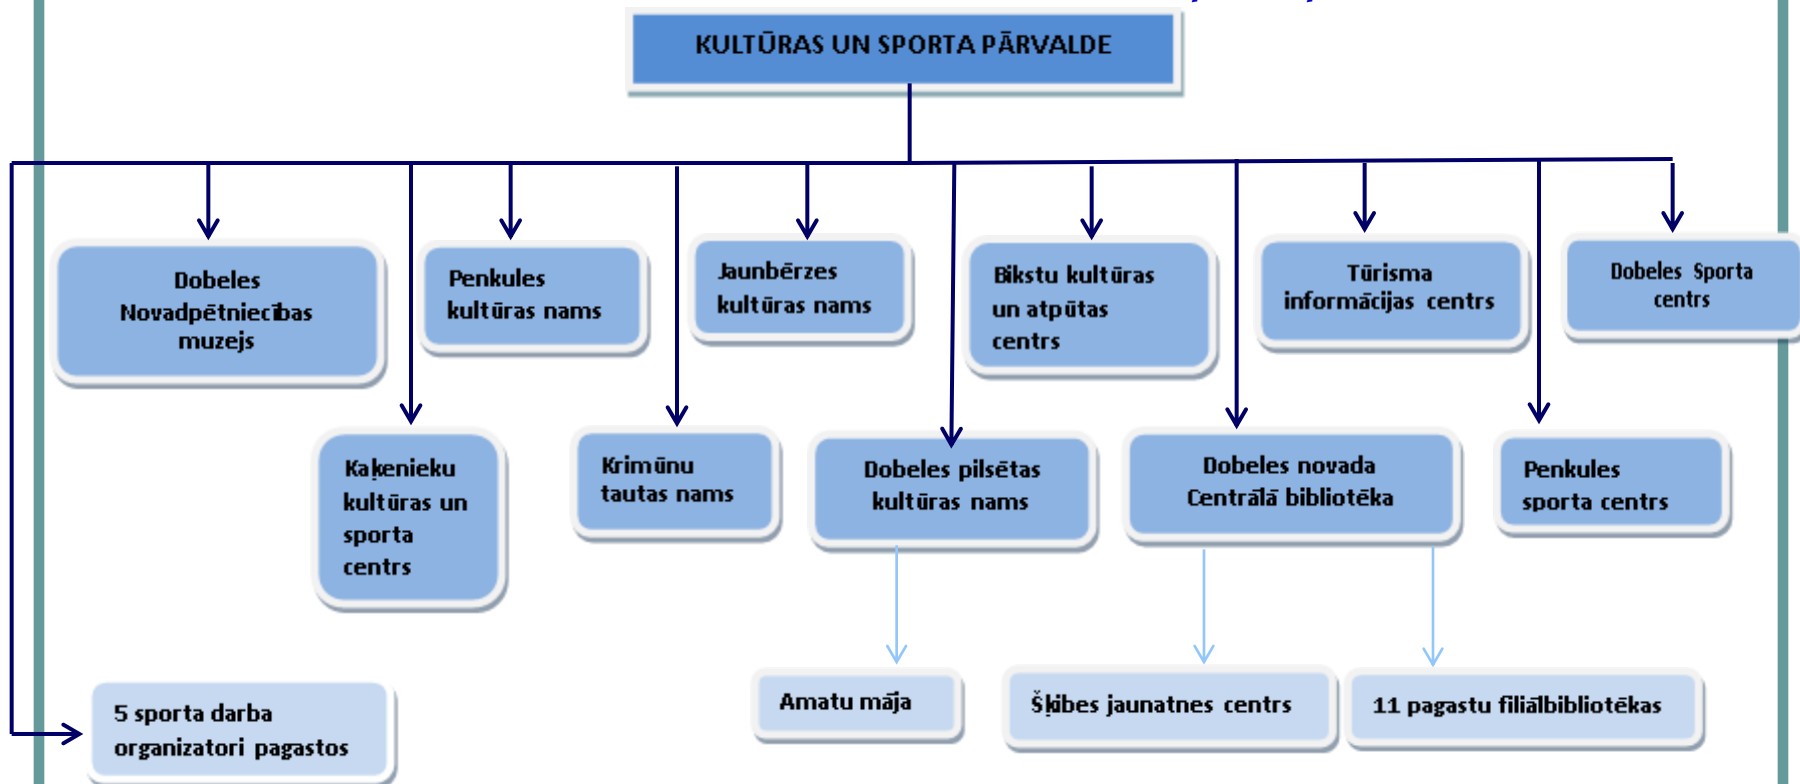 KULTŪRAS UN SPORTA PĀRVALDE
Dobeles
Novadpētniecības
muzejs
Penkules
kultūras nams
Jaunbērzes
kultūras nams
Bikstu kultūras
un atpūtas
centrs
Tūrisma
informācijas centrs
Dobeles Sporta
centrs
Kaķenieku
kultūras un
sporta
centrs
Krimūnu
tautas nams
Dobeles pilsētas
kultūras nams
Dobeles novada
Centrālā bibliotēka
Penkules
sporta centrs
5 sporta darba
organizatori pagastos
Amatu māja
Šķibes jaunatnes centrs
11 pagastu filiālbibliotēkas